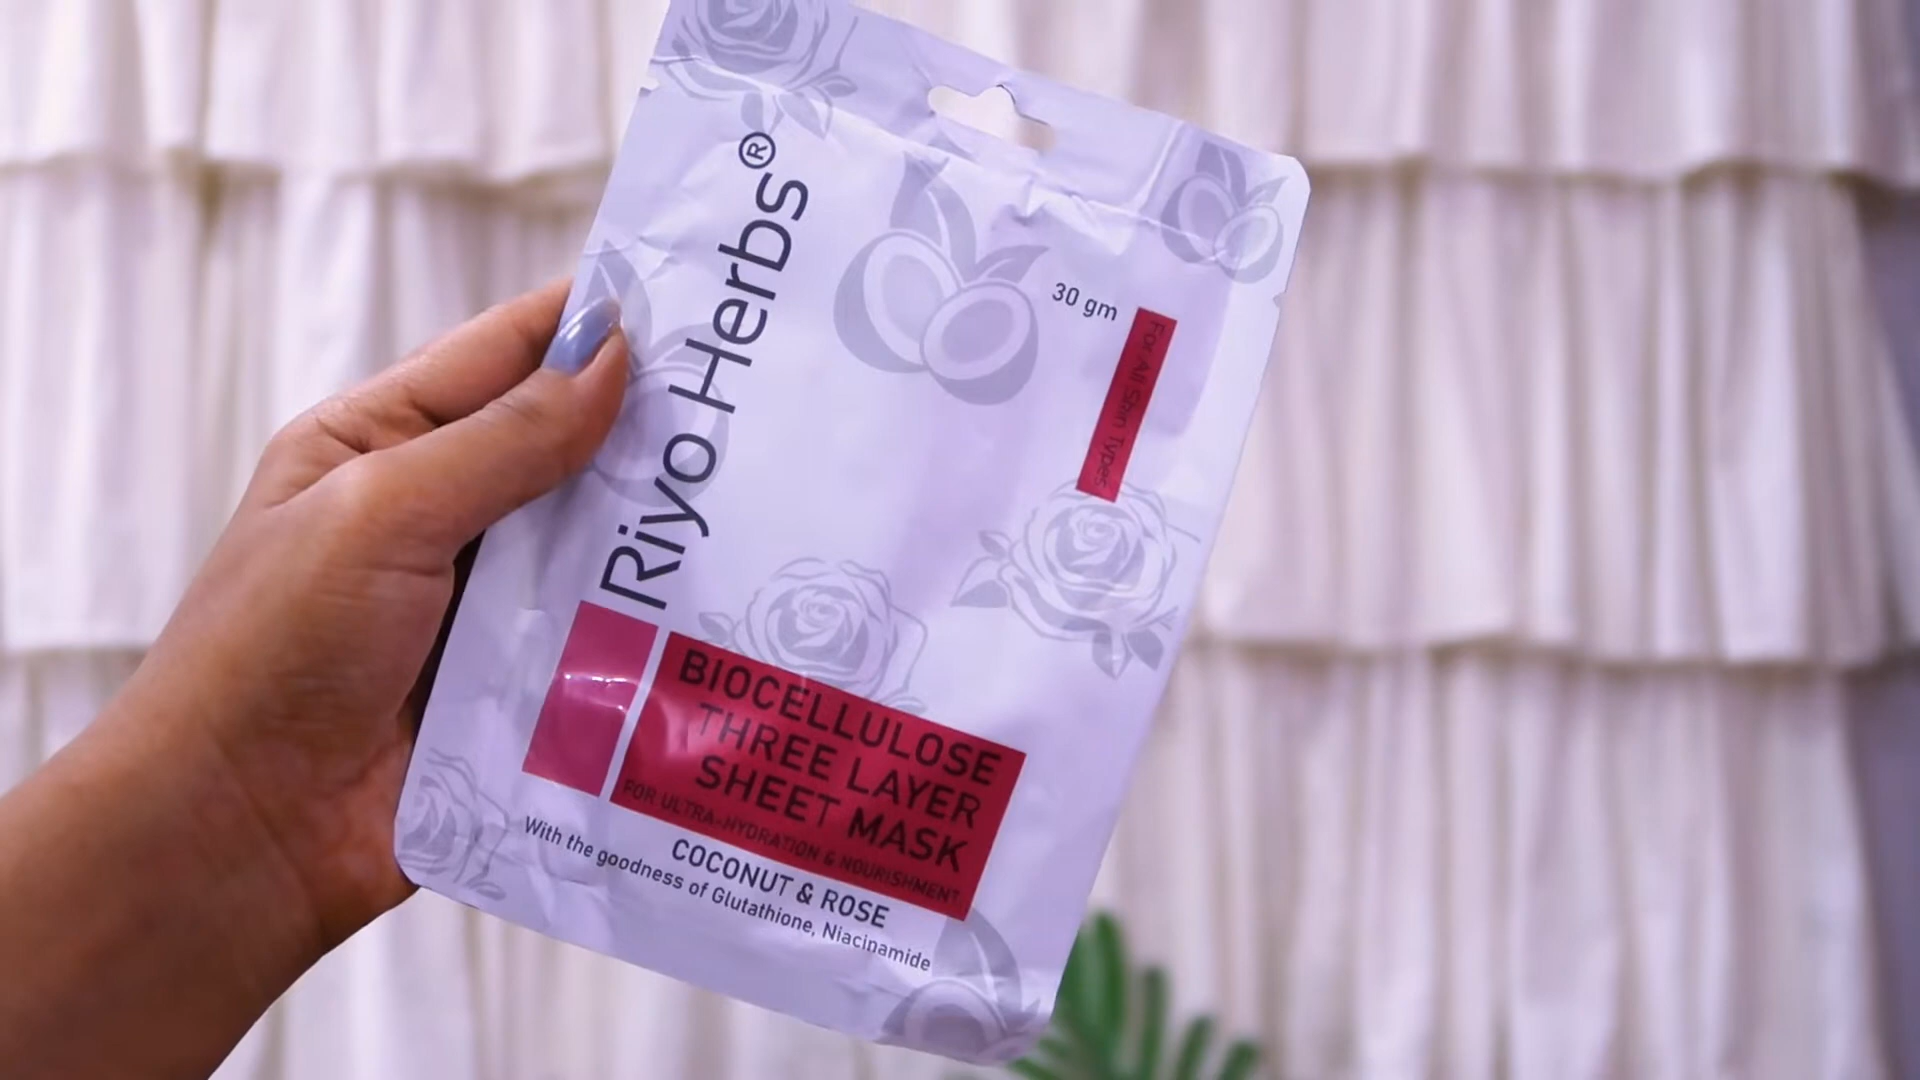 Riyo Herbs®
30 gm
For All Skin Types
BIOCELLULOSE
THREE LAYER
SHEET MASK
FOR ULTRA-HYDRATION & NOURISHMENT
COCONUT & ROSE
With the goodness of Glutathione, Niacinamide